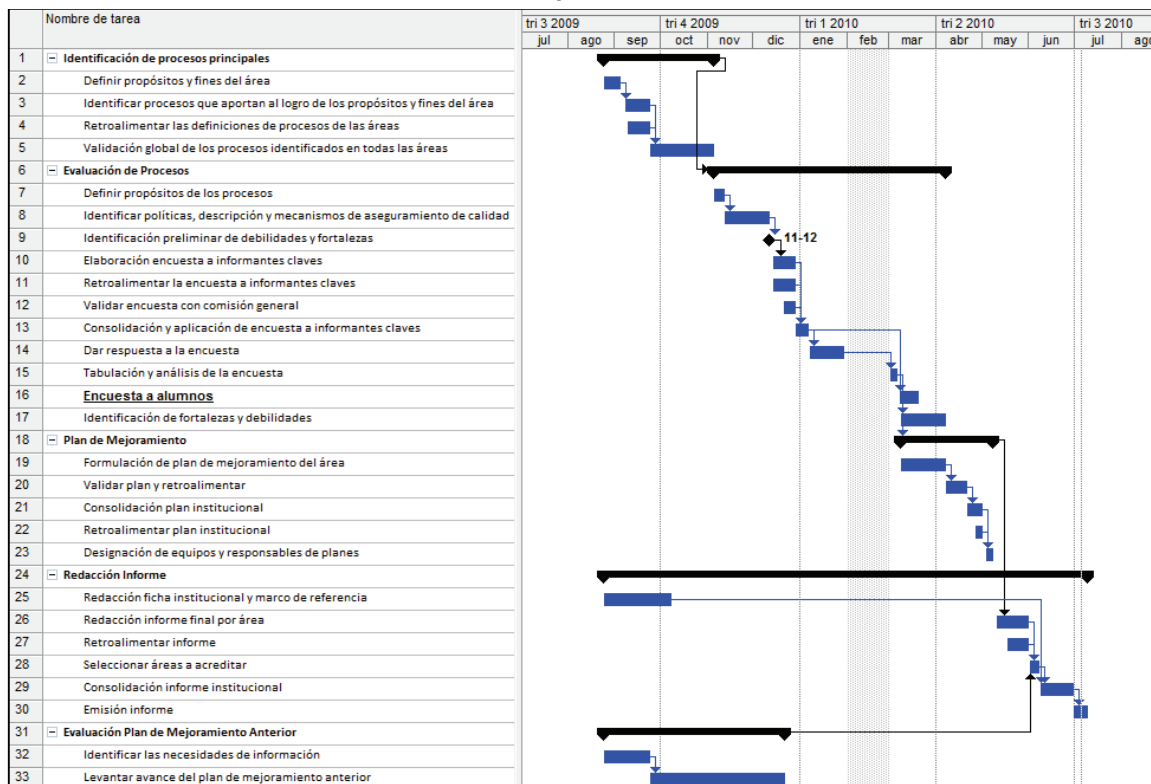 Nombre de tarea
tri 3 2009 tri 4 2009 tri 1 2010 tri 2 2010 tri 3 2010
jul ago sep oct nov dic ene feb mar abr may jun jul ago
1 Identificación de procesos principales
2 Definir propósitos y fines del área
3 Identificar procesos que aportan al logro de los propósitos y fines del área
4 Retroalimentar las definiciones de procesos de las áreas
5 Validación global de los procesos identificados en todas las áreas
6 Evaluación de Procesos
7 Definir propósitos de los procesos
8 Identificar políticas, descripción y mecanismos de aseguramiento de calidad
9 Identificación preliminar de debilidades y fortalezas 11-12
10 Elaboración encuesta a informantes claves
11 Retroalimentar la encuesta a informantes claves
12 Validar encuesta con comisión general
13 Consolidación y aplicación de encuesta a informantes claves
14 Dar respuesta a la encuesta
15 Tabulación y análisis de la encuesta
16 Encuesta a alumnos
17 Identificación de fortalezas y debilidades
18 Plan de Mejoramiento
19 Formulación de plan de mejoramiento del área
20 Validar plan y retroalimentar
21 Consolidación plan institucional
22 Retroalimentar plan institucional
23 Designación de equipos y responsables de planes
24 Redacción Informe
25 Redacción ficha institucional y marco de referencia
26 Redacción informe final por área
27 Retroalimentar informe
28 Seleccionar áreas a acreditar
29 Consolidación informe institucional
30 Emisión informe
31 Evaluación Plan de Mejoramiento Anterior
32 Identificar las necesidades de información
33 Levantar avance del plan de mejoramiento anterior